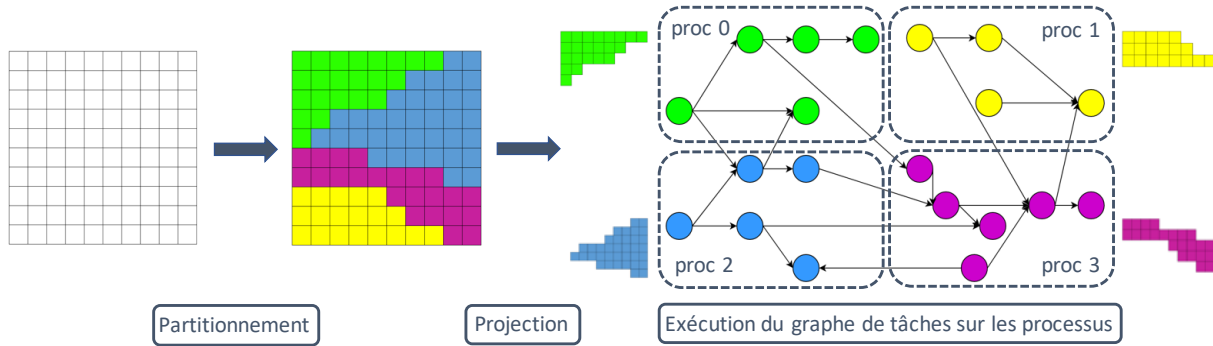 proc 0
proc 1
proc 2
proc 3
Partitionnement
Projection
Exécution du graphe de tâches sur les processus